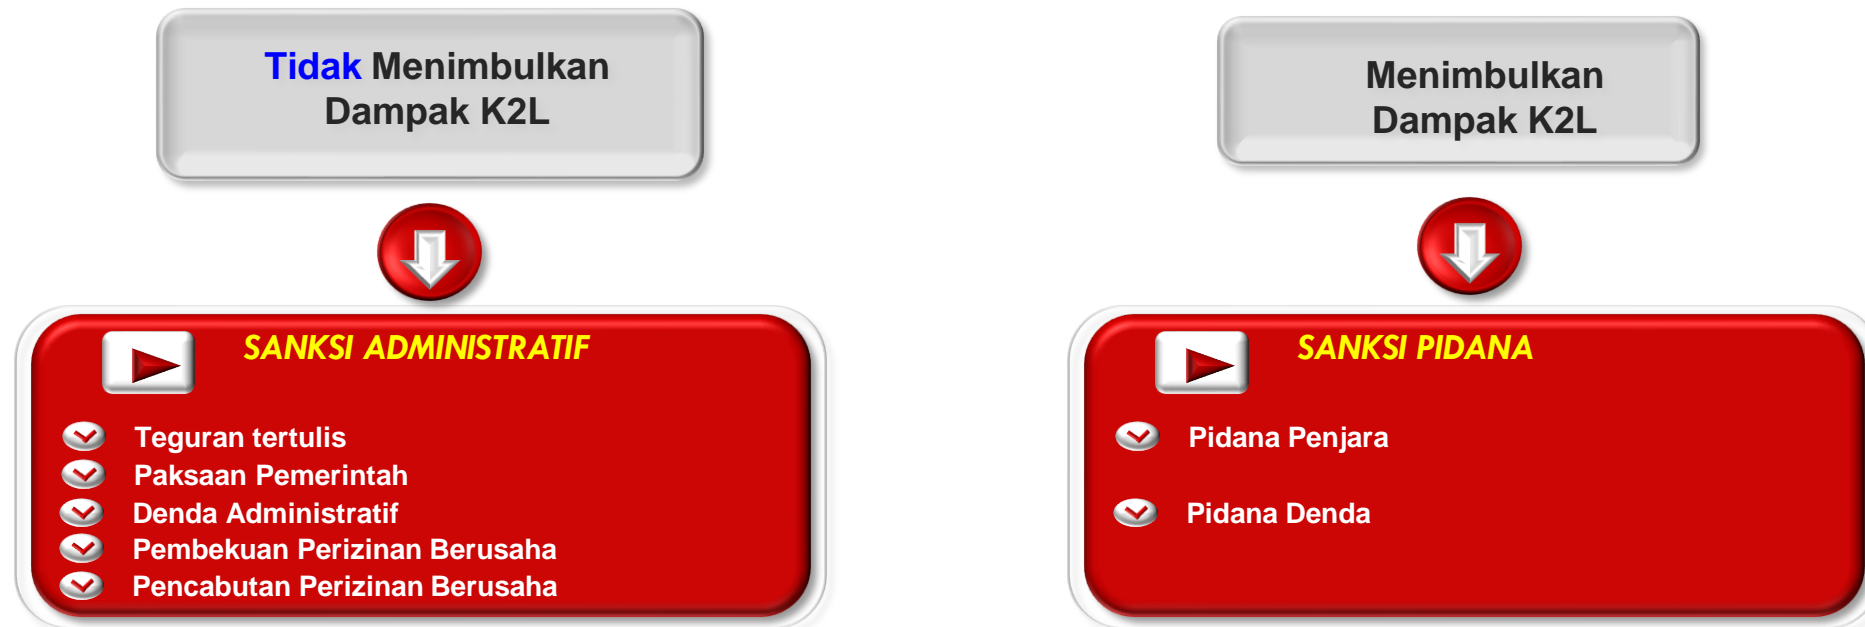 Tidak Menimbulkan
Dampak K2L
SANKSI ADMINISTRATIF
Teguran tertulis
Paksaan Pemerintah
Denda Administratif
Pembekuan Perizinan Berusaha
Pencabutan Perizinan Berusaha
Menimbulkan
Dampak K2L
SANKSI PIDANA
Pidana Penjara
Pidana Denda